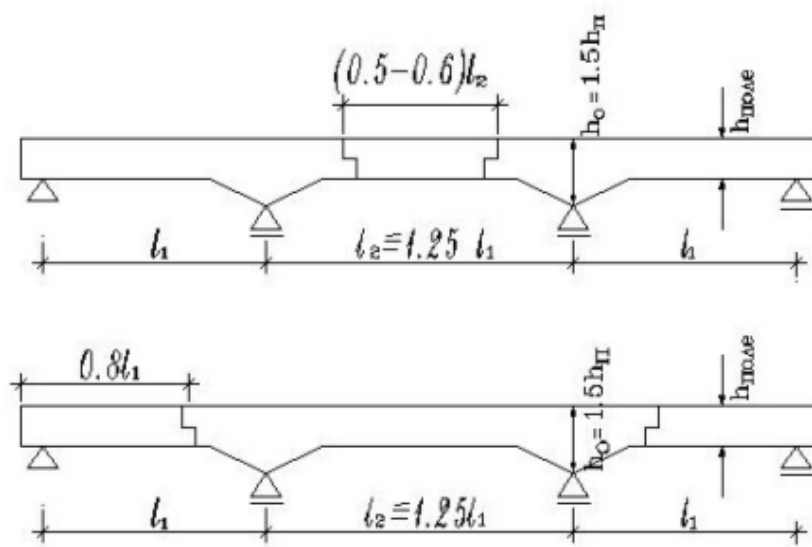 (0.5-0.6)l₂
h₀ = 1.5hп
hполе
l₁
l₂=1.25 l₁
l₁
0.8l₁
h₀ = 1.5hп
hполе
l₁
l₂=1.25l₁
l₁